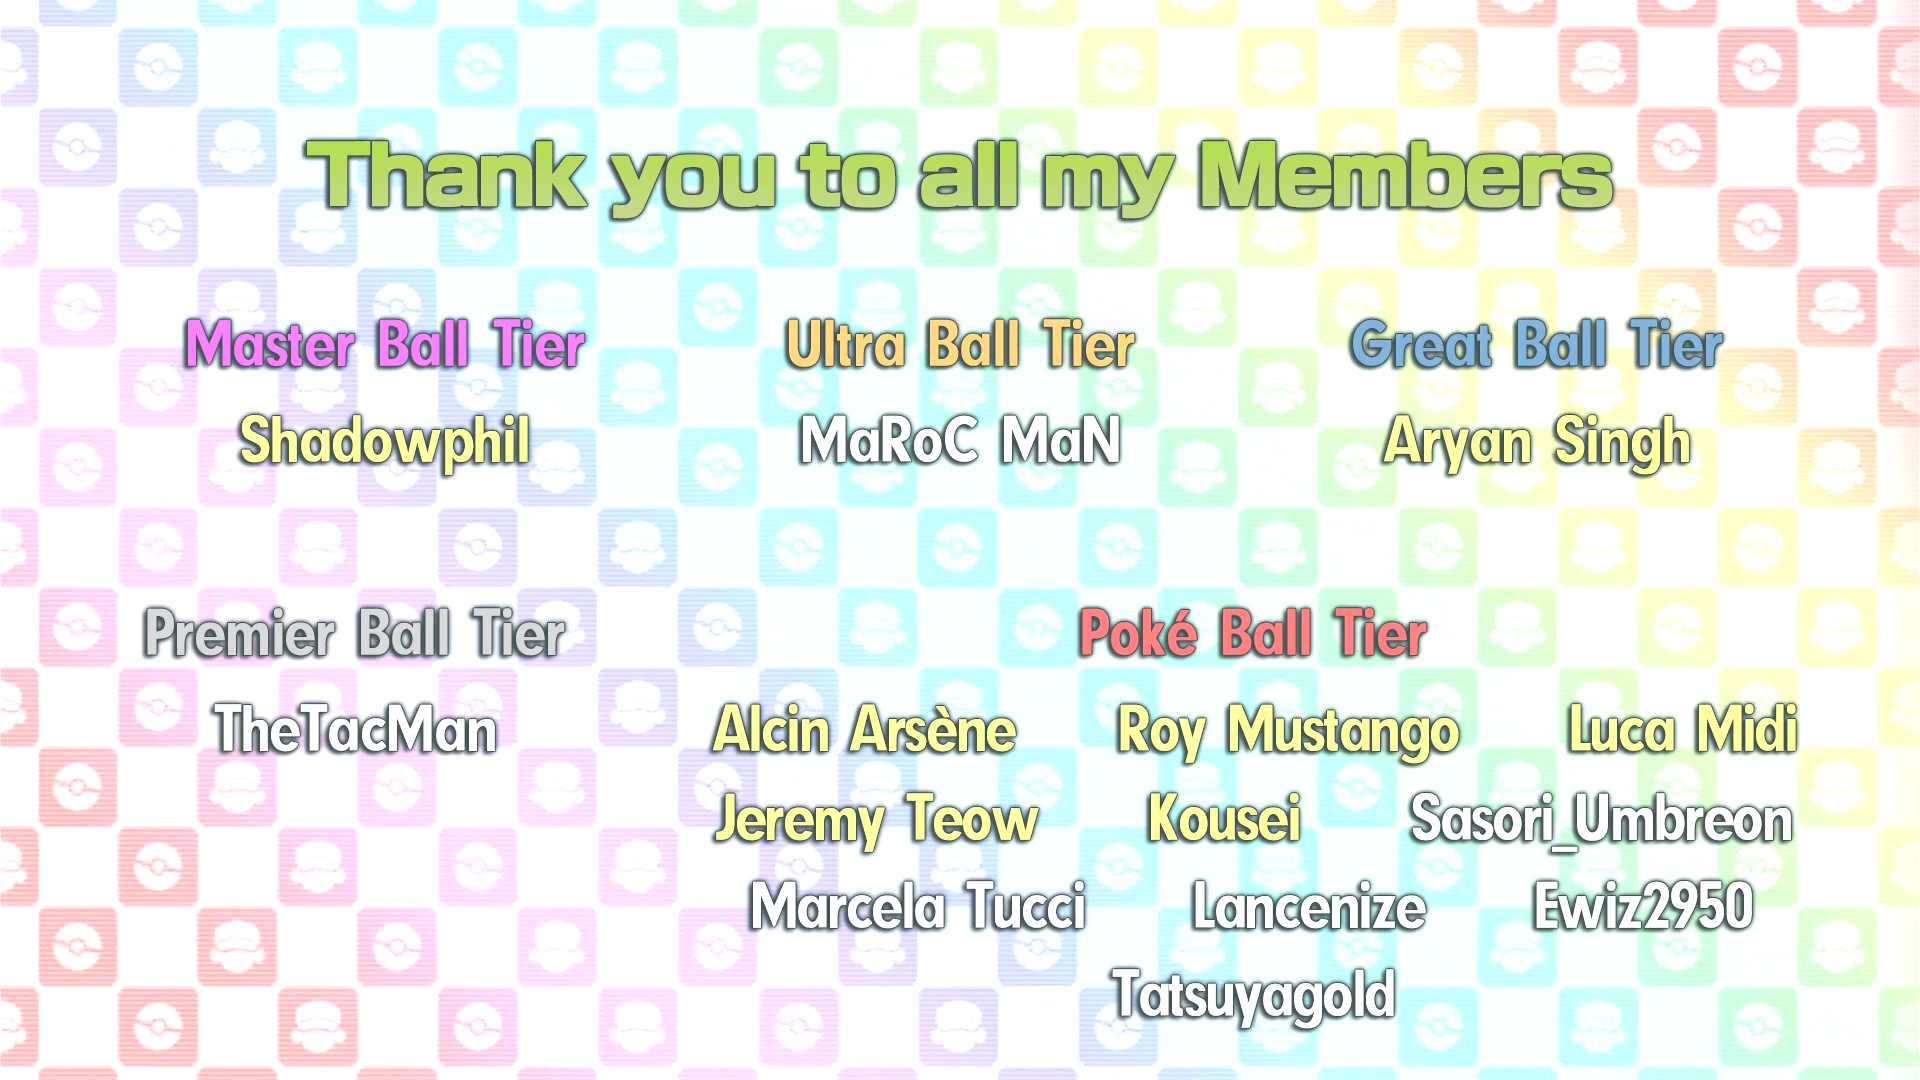 Thank you to all my Members
Master Ball Tier Ultra Ball Tier Great Ball Tier
Shadowphil MaRoC MaN Aryan Singh
Premier Ball Tier Poké Ball Tier
TheTacMan Alcin Arsène Roy Mustango Luca Midi
Jeremy Teow Kousei Sasori_Umbreon
Marcela Tucci Lancenize Ewiz2950
Tatsuyagold